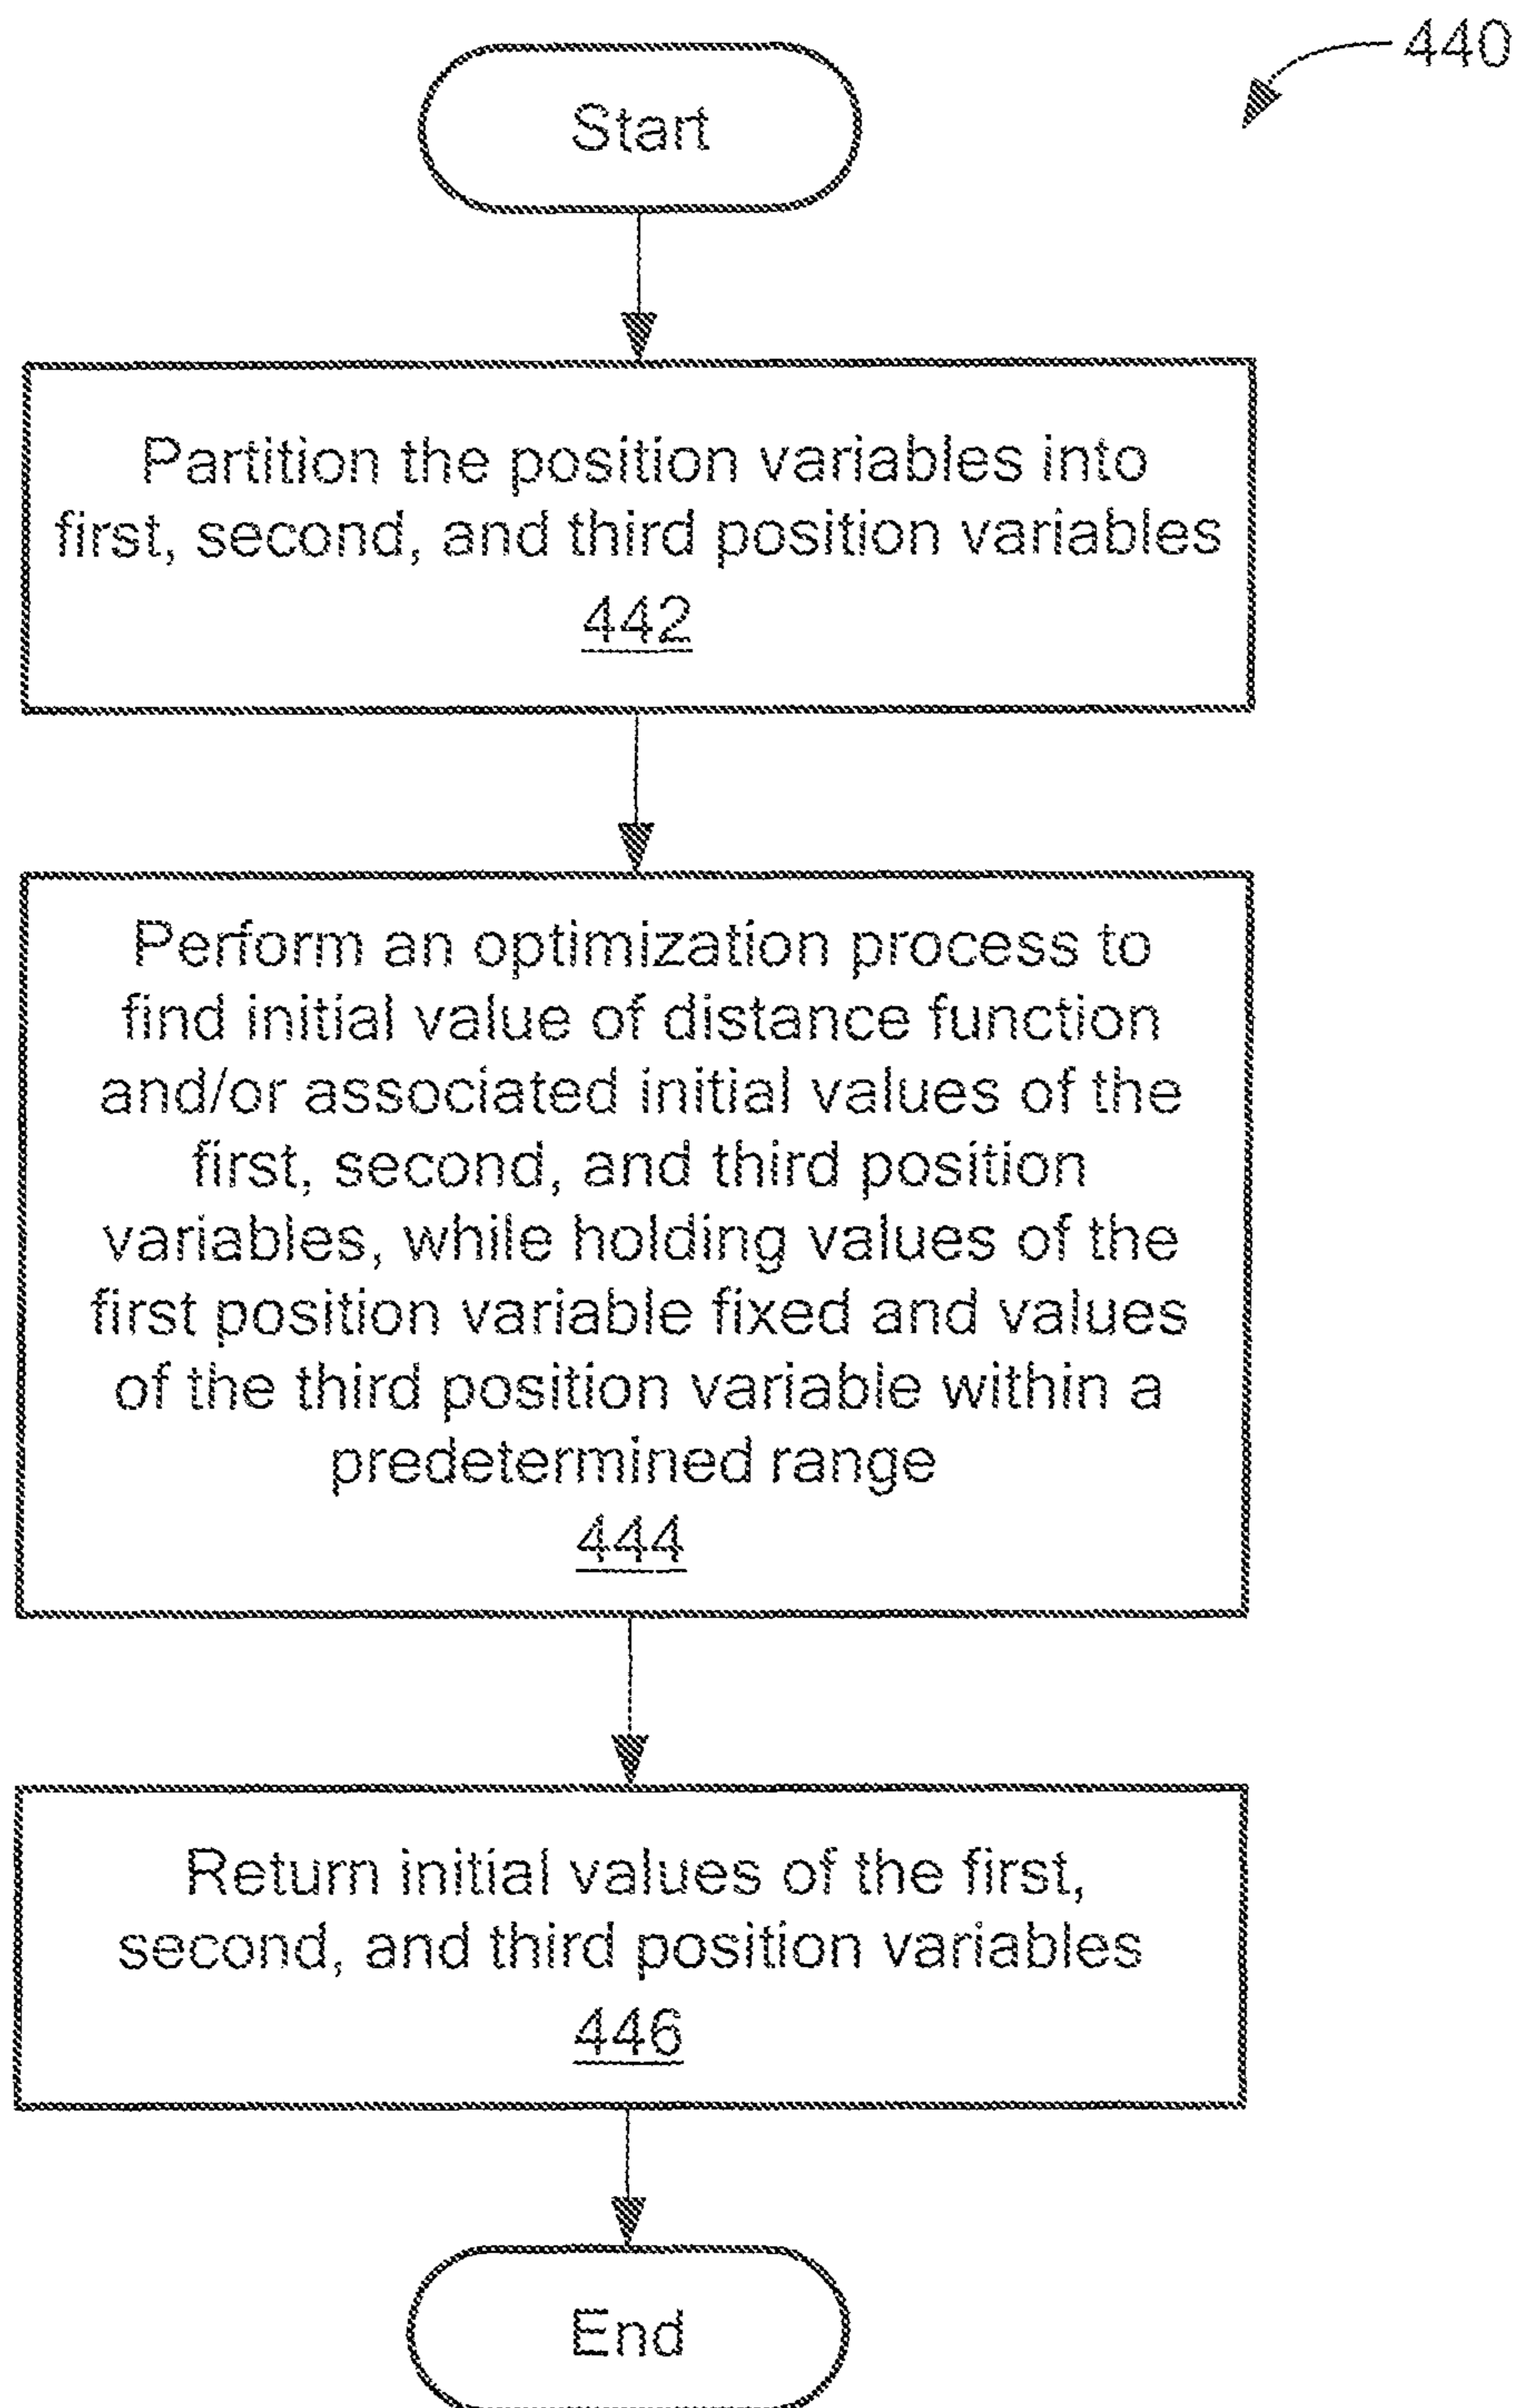 440
Start
Partition the position variables into
first, second, and third position variables
442
Perform an optimization process to
find initial value of distance function
and/or associated initial values of the
first, second, and third position
variables, while holding values of the
first position variable fixed and values
of the third position variable within a
predetermined range
444
Return initial values of the first,
second, and third position variables
446
End